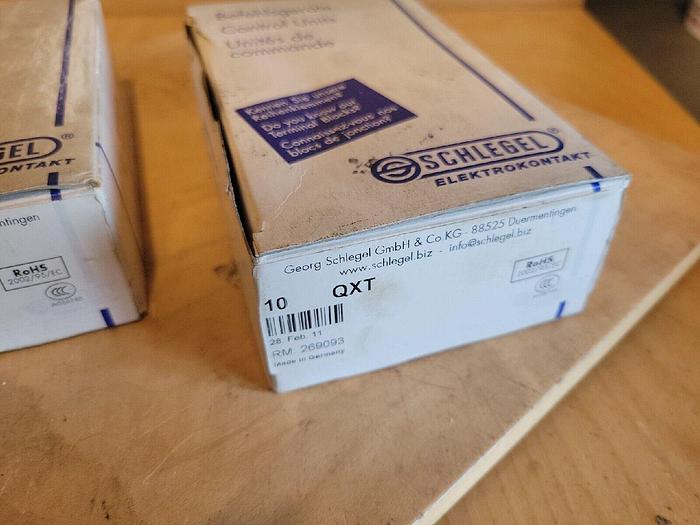 Befehlsgeräte
Control Units
Unités de
commande
Kennen Sie unsere
Reihenklemmen?
Do you know our
Terminal Blocks?
Connaissez-vous nos
blocs de jonction?
SCHLEGEL®
ELEKTROKONTAKT
Georg Schlegel GmbH & Co.KG - 88525 Duermentingen
www.schlegel.biz - info@schlegel.biz
10 QXT
28. Feb. 11
RM: 269093
Made in Germany
RoHS
2002/95/EC
CCC
GEL®
KONTAKT
mentingen
RoHS
2002/95/EC
CCC